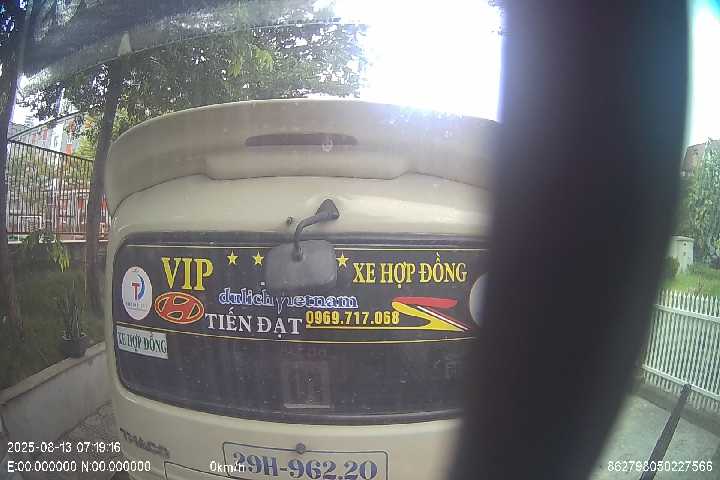 VIP
XE HỢP ĐỒNG
dulichvietnam
TIẾN ĐẠT
0969.717.068
XE HỢP ĐỒNG
THACO
29H-962.20
2025-08-13 07:19:16
E:00.000000 N:00.000000
0km/h
862798050227566